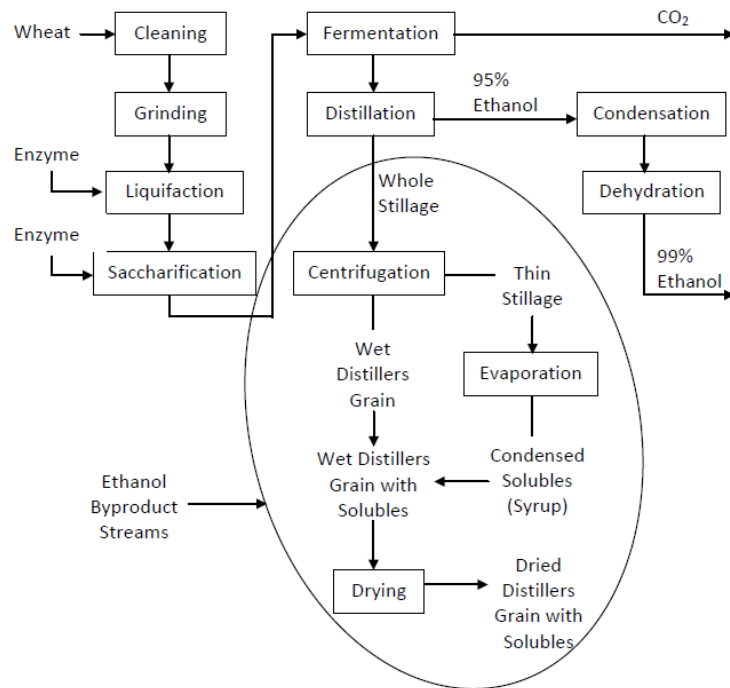 Wheat
Cleaning
Fermentation
CO₂
Grinding
Distillation
95%
Ethanol
Condensation
Enzyme
Liquifaction
Whole
Stillage
Dehydration
Enzyme
Saccharification
Centrifugation
Thin
Stillage
99%
Ethanol
Wet
Distillers
Grain
Evaporation
Wet Distillers
Grain with
Solubles
Condensed
Solubles
(Syrup)
Ethanol
Byproduct
Streams
Drying
Dried
Distillers
Grain with
Solubles